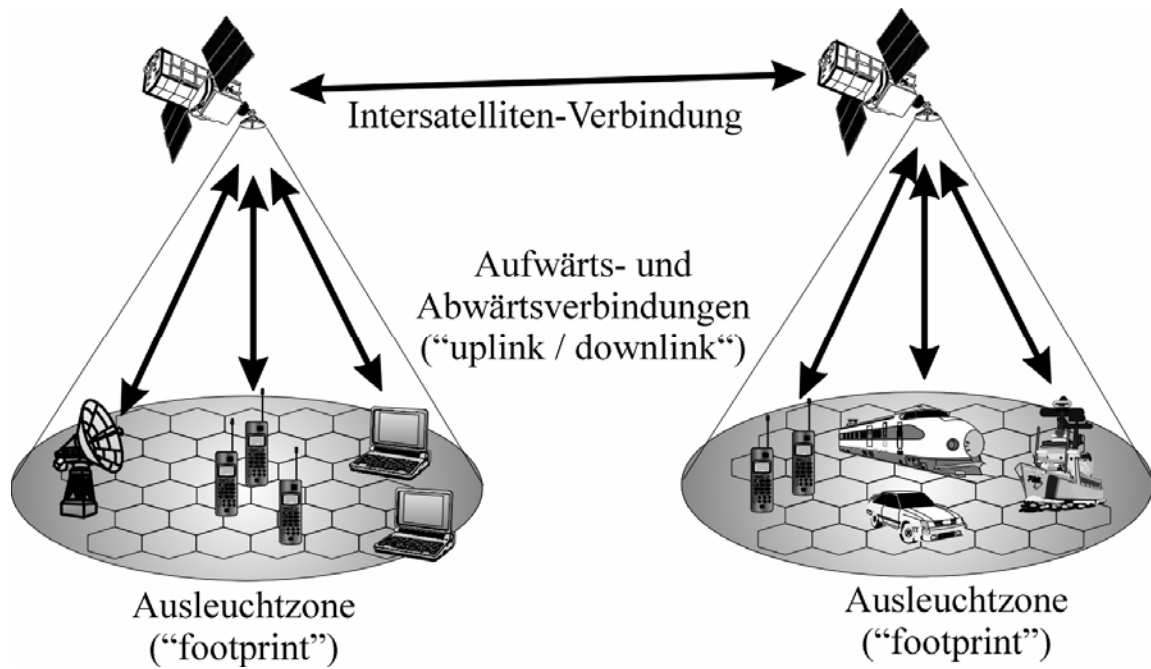 Intersatelliten-Verbindung
Aufwärts- und
Abwärtsverbindungen
(“uplink / downlink“)
Ausleuchtzone
(“footprint”)
Ausleuchtzone
(“footprint”)